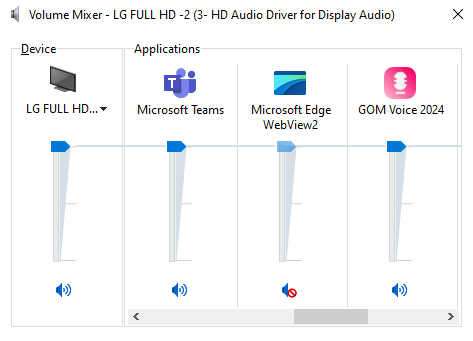 Volume Mixer - LG FULL HD -2 (3- HD Audio Driver for Display Audio)
Device
Applications
LG FULL HD...
Microsoft Teams
Microsoft Edge
WebView2
GOM Voice 2024